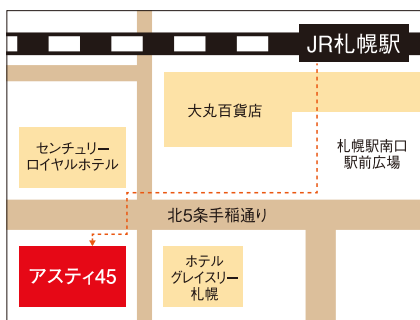 JR札幌駅
大丸百貨店
センチュリー
ロイヤルホテル
札幌駅南口
駅前広場
北5条手稲通り
アスティ45
ホテル
グレイスリー
札幌